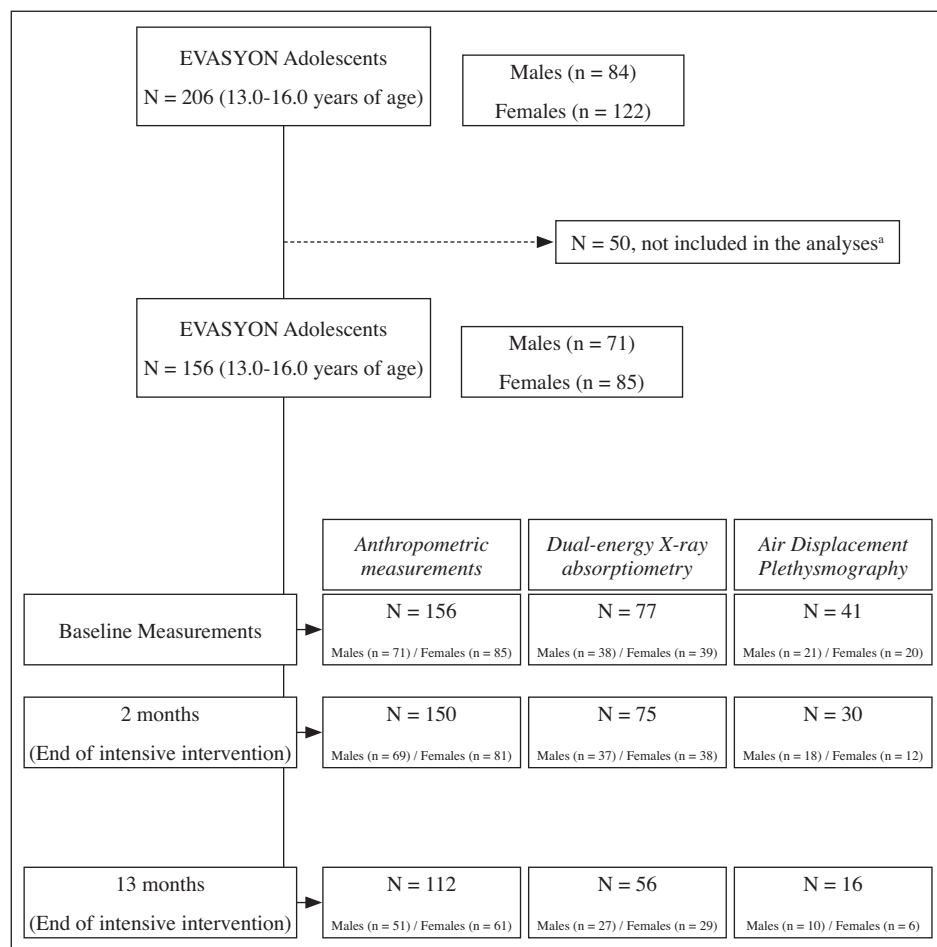 EVASYON Adolescents
N = 206 (13.0-16.0 years of age)
Males (n = 84)
Females (n = 122)
N = 50, not included in the analysesᵃ
EVASYON Adolescents
N = 156 (13.0-16.0 years of age)
Males (n = 71)
Females (n = 85)
Anthropometric
measurements
Dual-energy X-ray
absorptiometry
Air Displacement
Plethysmography
Baseline Measurements
N = 156
Males (n = 71) / Females (n = 85)
N = 77
Males (n = 38) / Females (n = 39)
N = 41
Males (n = 21) / Females (n = 20)
2 months
(End of intensive intervention)
N = 150
Males (n = 69) / Females (n = 81)
N = 75
Males (n = 37) / Females (n = 38)
N = 30
Males (n = 18) / Females (n = 12)
13 months
(End of intensive intervention)
N = 112
Males (n = 51) / Females (n = 61)
N = 56
Males (n = 27) / Females (n = 29)
N = 16
Males (n = 10) / Females (n = 6)